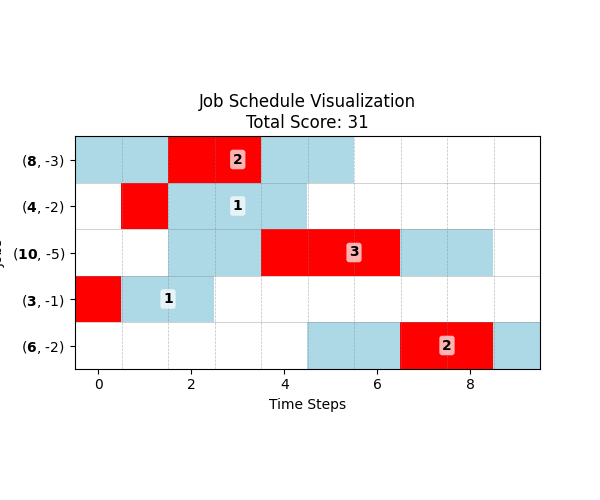 Job Schedule Visualization
Total Score: 31
(8, -3)
2
(4, -2)
1
(10, -5)
3
(3, -1)
1
(6, -2)
2
0 2 4 6 8
Time Steps